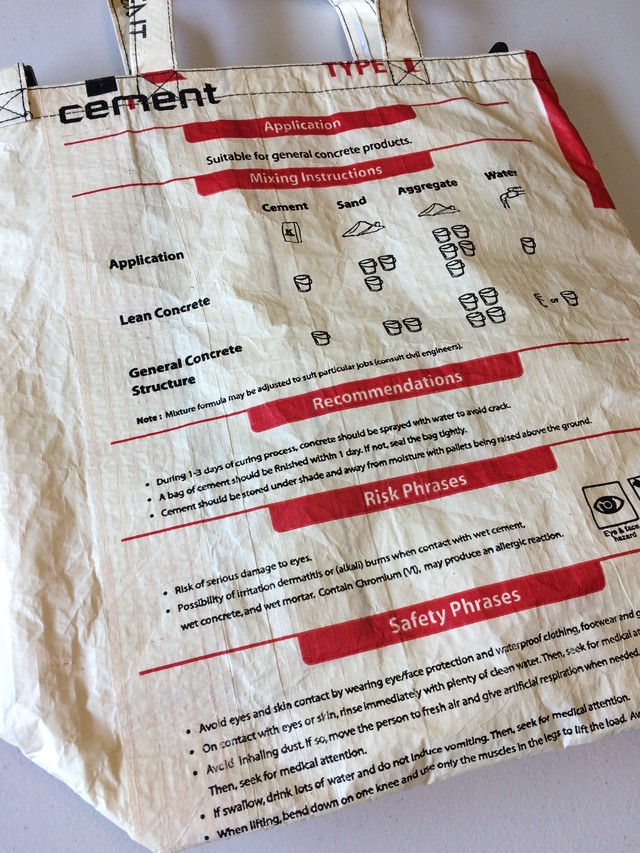 TYPE I
cement
Application
Suitable for general concrete products.
Mixing Instructions
Cement Sand Aggregate Water
Application
Lean Concrete
or
General Concrete
Structure
Note : Mixture formula may be adjusted to suit particular jobs (consult civil engineers).
Recommendations
• During 1-3 days of curing process, concrete should be sprayed with water to avoid crack.
• A bag of cement should be finished within 1 day. If not, seal the bag tightly.
• Cement should be stored under shade and away from moisture with pallets being raised above the ground.
Risk Phrases
Eye & face
hazard
• Risk of serious damage to eyes.
• Possibility of irritation dermatitis or (alkali) burns when contact with wet cement,
wet concrete, and wet mortar. Contain Chromium (VI), may produce an allergic reaction.
Safety Phrases
• Avoid eyes and skin contact by wearing eye/face protection and waterproof clothing, footwear and
• On contact with eyes or skin, rinse immediately with plenty of clean water. Then, seek for medical
• Avoid inhaling dust. If so, move the person to fresh air and give artificial respiration when needed.
Then, seek for medical attention.
• If swallow, drink lots of water and do not induce vomiting. Then, seek for medical attention.
• When lifting, bend down on one knee and use only the muscles in the legs to lift the load.